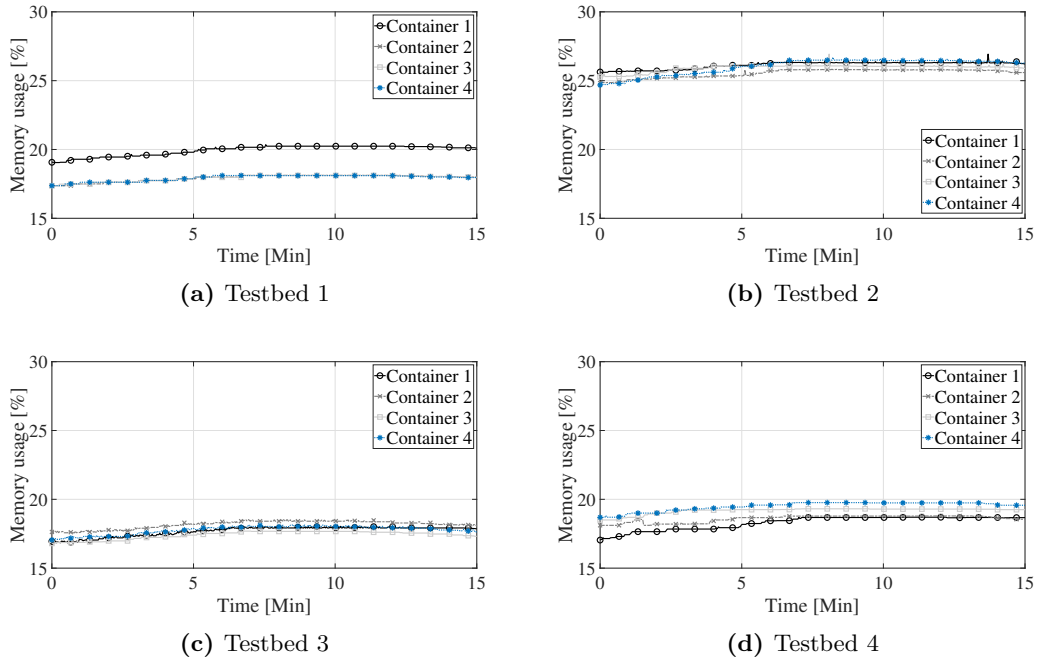 30
25
20
15
Memory usage [%]
Container 1
Container 2
Container 3
Container 4
0 5 10 15
Time [Min]
(a) Testbed 1
30
25
20
15
Memory usage [%]
Container 1
Container 2
Container 3
Container 4
0 5 10 15
Time [Min]
(b) Testbed 2
30
25
20
15
Memory usage [%]
Container 1
Container 2
Container 3
Container 4
0 5 10 15
Time [Min]
(c) Testbed 3
30
25
20
15
Memory usage [%]
Container 1
Container 2
Container 3
Container 4
0 5 10 15
Time [Min]
(d) Testbed 4